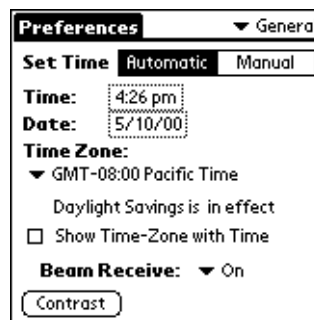 Preferences Genera
Set Time Automatic Manual
Time: 4:26 pm
Date: 5/10/00
Time Zone:
GMT-08:00 Pacific Time
Daylight Savings is in effect
Show Time-Zone with Time
Beam Receive: On
Contrast